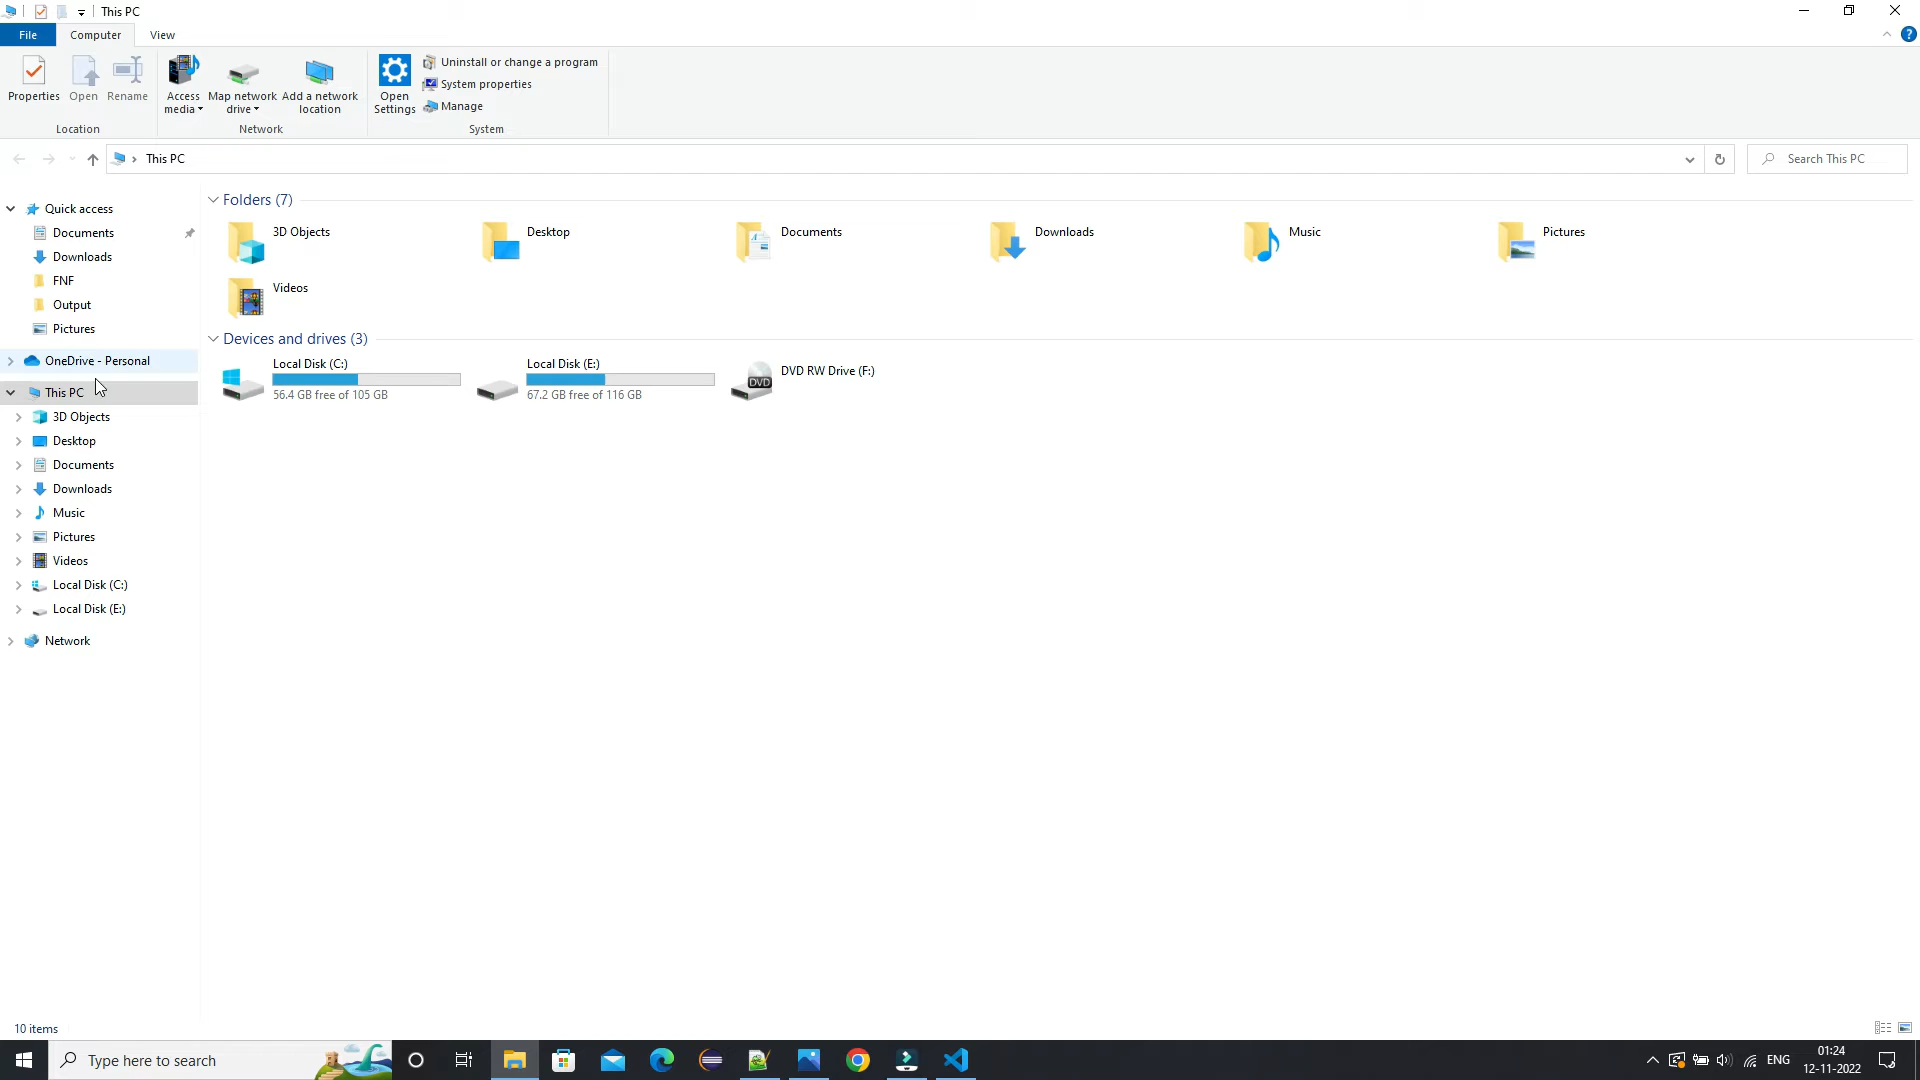 This PC
File
Computer
View
Properties
Open
Rename
Access
media
Map network
drive
Add a network
location
Open
Settings
Uninstall or change a program
System properties
Manage
Location
Network
System
This PC
Search This PC
Quick access
Documents
Downloads
FNF
Output
Pictures
OneDrive - Personal
This PC
3D Objects
Desktop
Documents
Downloads
Music
Pictures
Videos
Local Disk (C:)
Local Disk (E:)
Network
Folders (7)
3D Objects
Desktop
Documents
Downloads
Music
Pictures
Videos
Devices and drives (3)
Local Disk (C:)
56.4 GB free of 105 GB
Local Disk (E:)
67.2 GB free of 116 GB
DVD
DVD RW Drive (F:)
10 items
Type here to search
ENG
01:24
12-11-2022